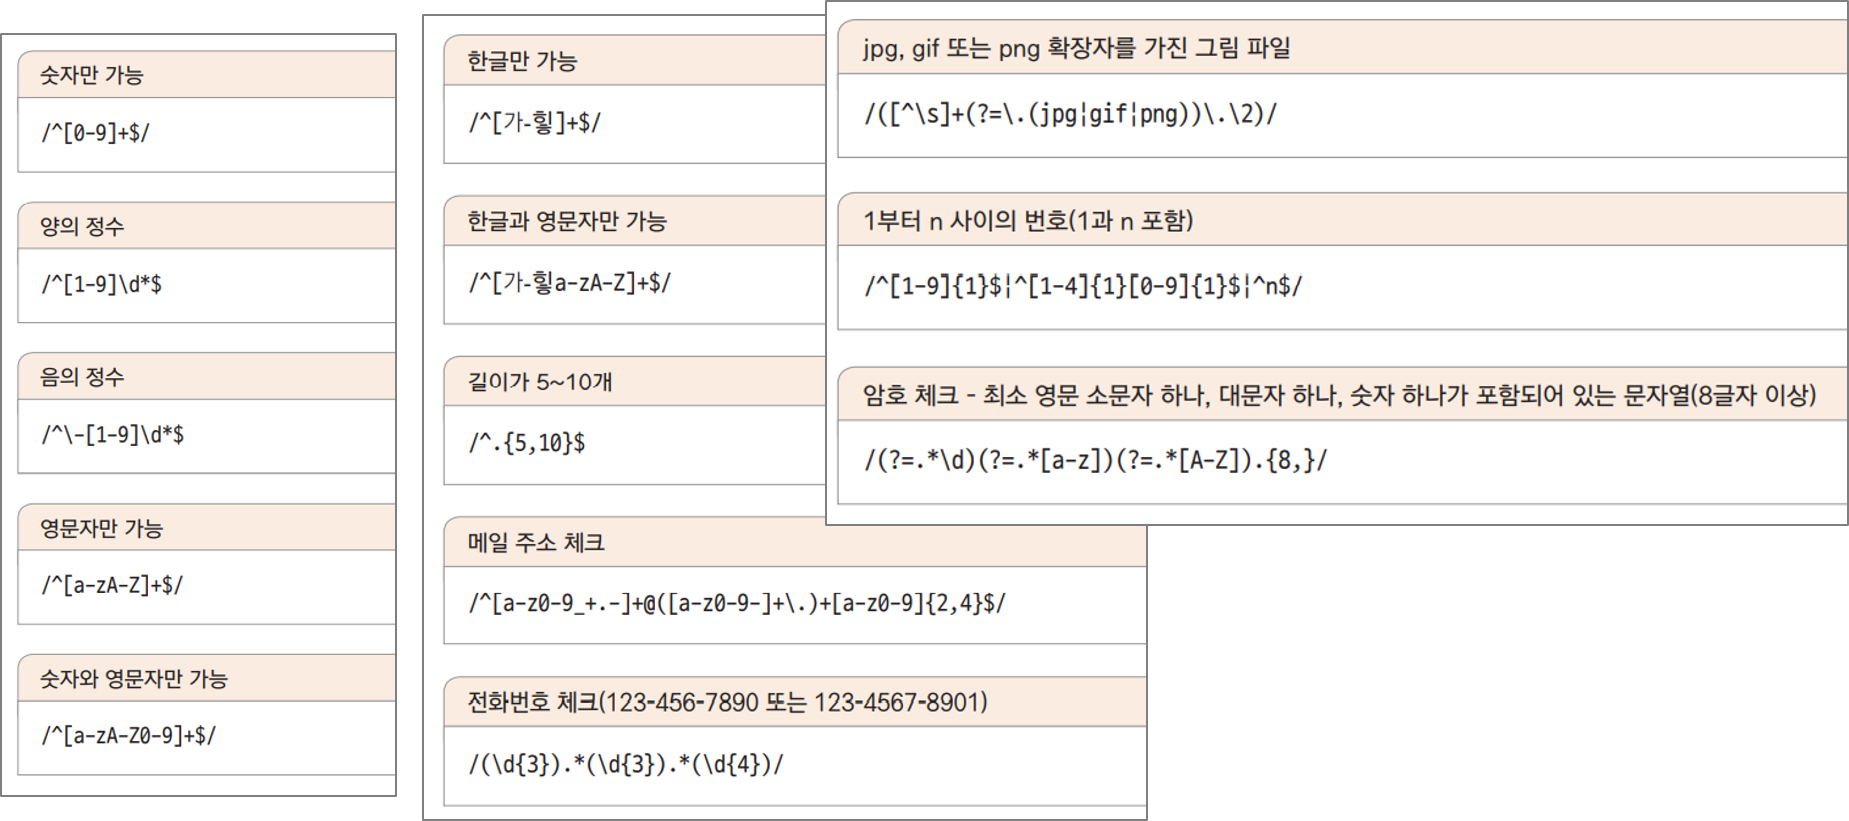 숫자만 가능
/^[0-9]+$/
양의 정수
/^[1-9]\d*$
음의 정수
/^\-[1-9]\d*$
영문자만 가능
/^[a-zA-Z]+$/
숫자와 영문자만 가능
/^[a-zA-Z0-9]+$/
한글만 가능
/^[가-힣]+$/
한글과 영문자만 가능
/^[가-힣a-zA-Z]+$/
길이가 5~10개
/^.{5,10}$
메일 주소 체크
/^[a-z0-9_+.-]+@([a-z0-9-]+\.)+[a-z0-9]{2,4}$/
전화번호 체크(123-456-7890 또는 123-4567-8901)
/(\d{3}).*(\d{3}).*(\d{4})/
jpg, gif 또는 png 확장자를 가진 그림 파일
/([^\s]+(?=\.(jpg¦gif¦png))\.\2)/
1부터 n 사이의 번호(1과 n 포함)
/^[1-9]{1}$¦^[1-4]{1}[0-9]{1}$¦^n$/
암호 체크 - 최소 영문 소문자 하나, 대문자 하나, 숫자 하나가 포함되어 있는 문자열(8글자 이상)
/(?=.*\d)(?=.*[a-z])(?=.*[A-Z]).{8,}/